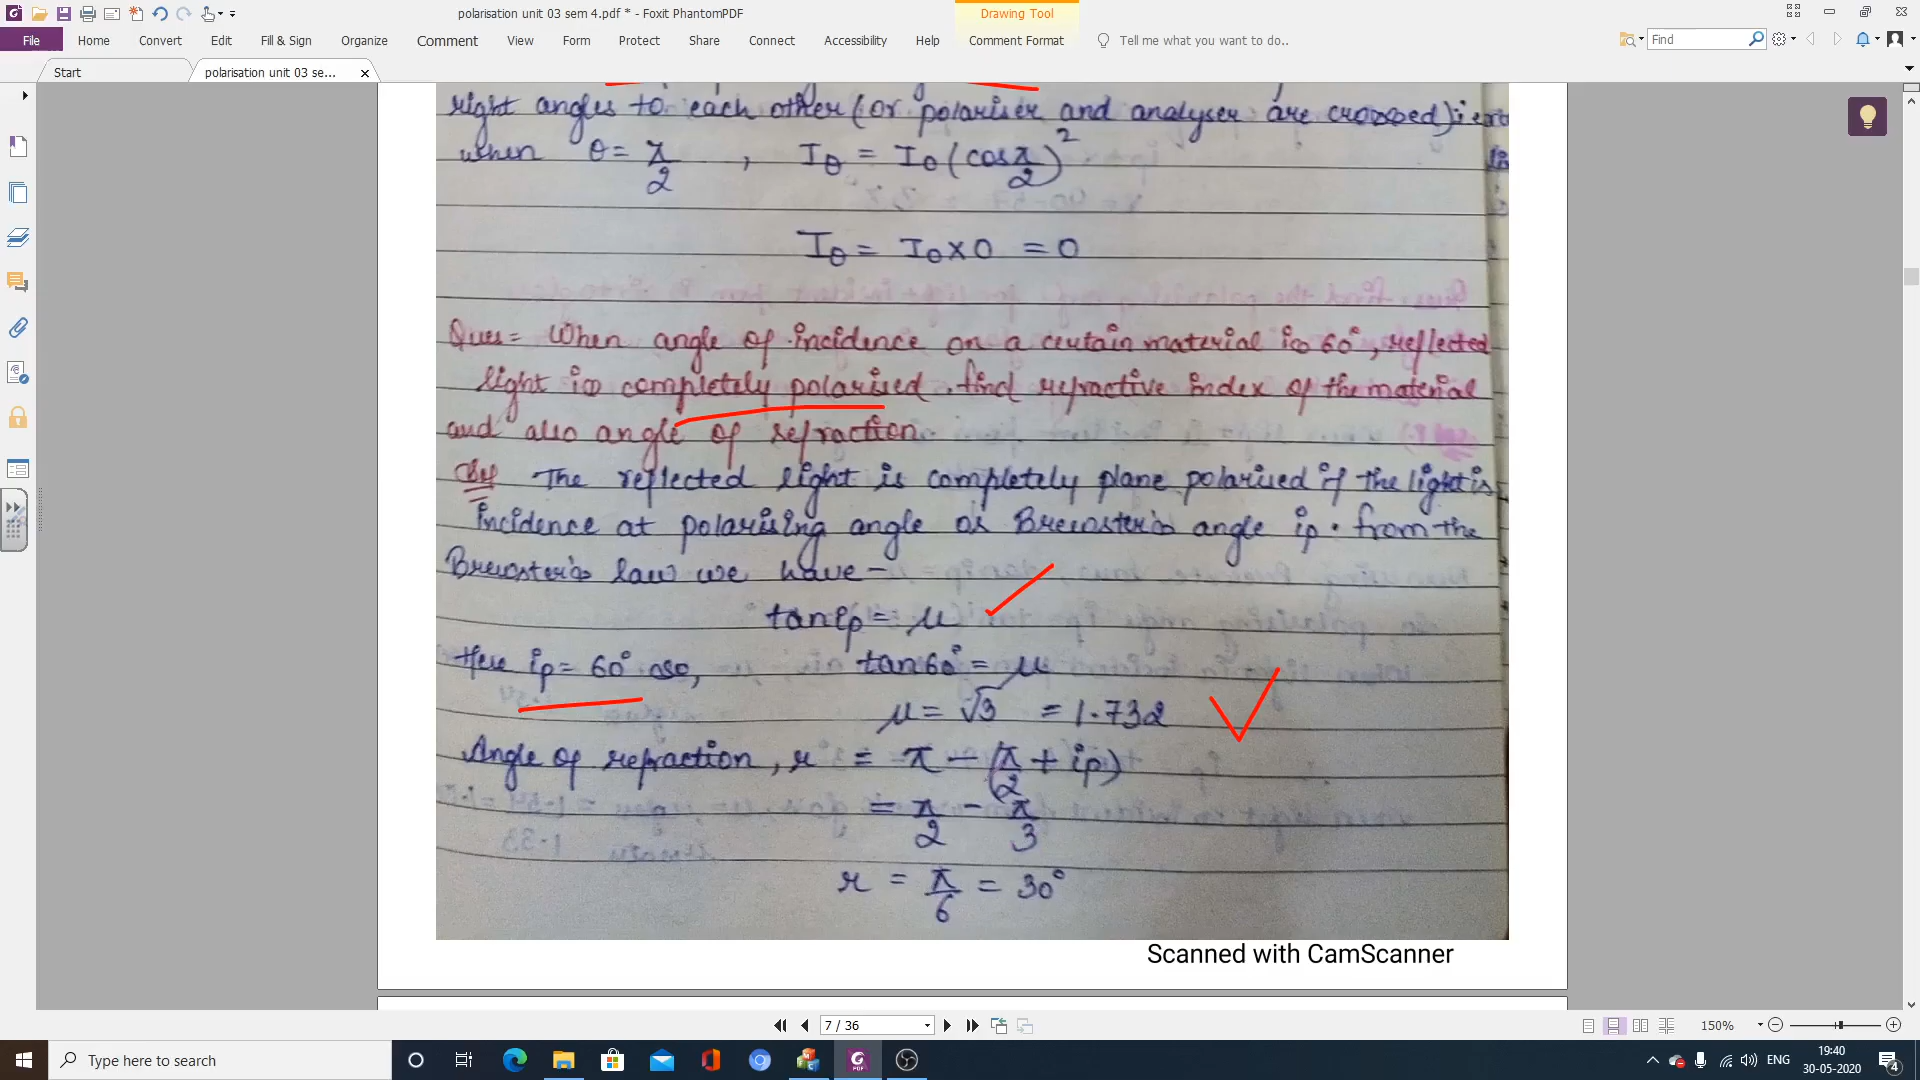 polarisation unit 03 sem 4.pdf * - Foxit PhantomPDF
Drawing Tool
File Home Convert Edit Fill & Sign Organize Comment View Form Protect Share Connect Accessibility Help Comment Format Tell me what you want to do.. Find
Start polarisation unit 03 se...
right angles to each other (or polariser and analyser are crossed) i.e
when θ = π/2 , Iθ = I0 (cos π/2)²
Iθ = I0 × 0 = 0
Ques = When angle of incidence on a certain material is 60°, reflected
light is completely polarised. find refractive index of the material
and also angle of refraction.
Sol The reflected light is completely plane polarised if the light is
incidence at polarising angle or Brewster's angle ip. from the
Brewster's law we have -
tan ip = μ
Here ip = 60° so, tan 60° = μ
μ = √3 = 1.732
Angle of refraction, r = π - (π/2 + ip)
= π/2 - π/3
r = π/6 = 30°
Scanned with CamScanner
7 / 36
150%
Type here to search
ENG
19:40
30-05-2020
4